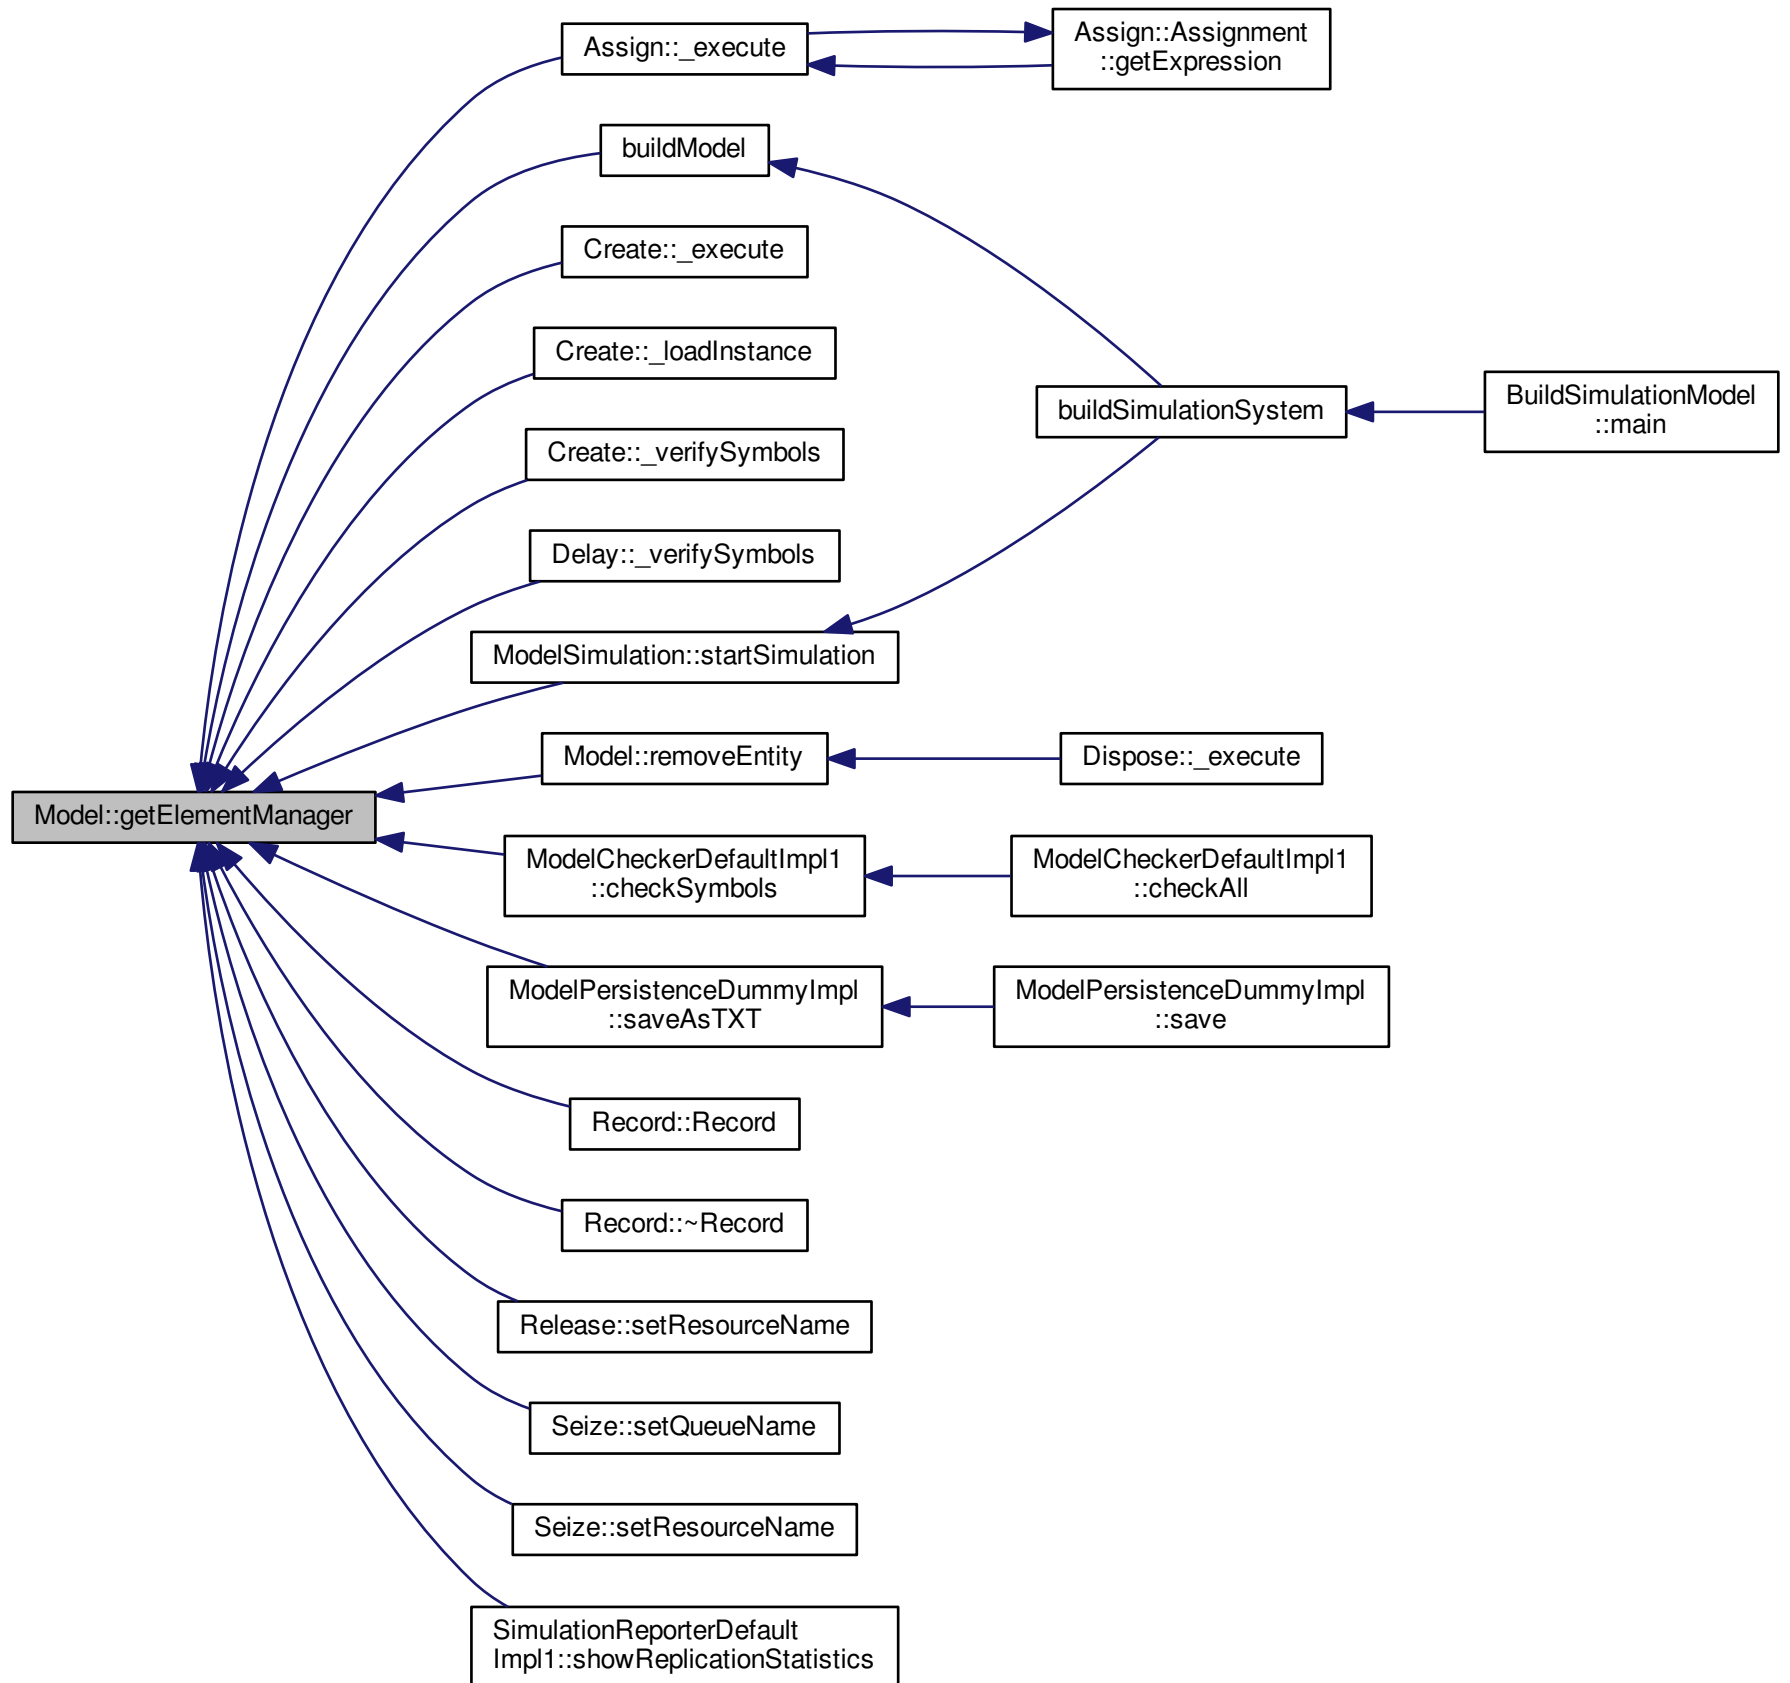 Assign::_execute
Assign::Assignment
::getExpression
buildModel
Create::_execute
Create::_loadInstance
Create::_verifySymbols
buildSimulationSystem
BuildSimulationModel
::main
Delay::_verifySymbols
ModelSimulation::startSimulation
Model::removeEntity
Dispose::_execute
Model::getElementManager
ModelCheckerDefaultImpl1
::checkSymbols
ModelCheckerDefaultImpl1
::checkAll
ModelPersistenceDummyImpl
::saveAsTXT
ModelPersistenceDummyImpl
::save
Record::Record
Record::~Record
Release::setResourceName
Seize::setQueueName
Seize::setResourceName
SimulationReporterDefault
Impl1::showReplicationStatistics